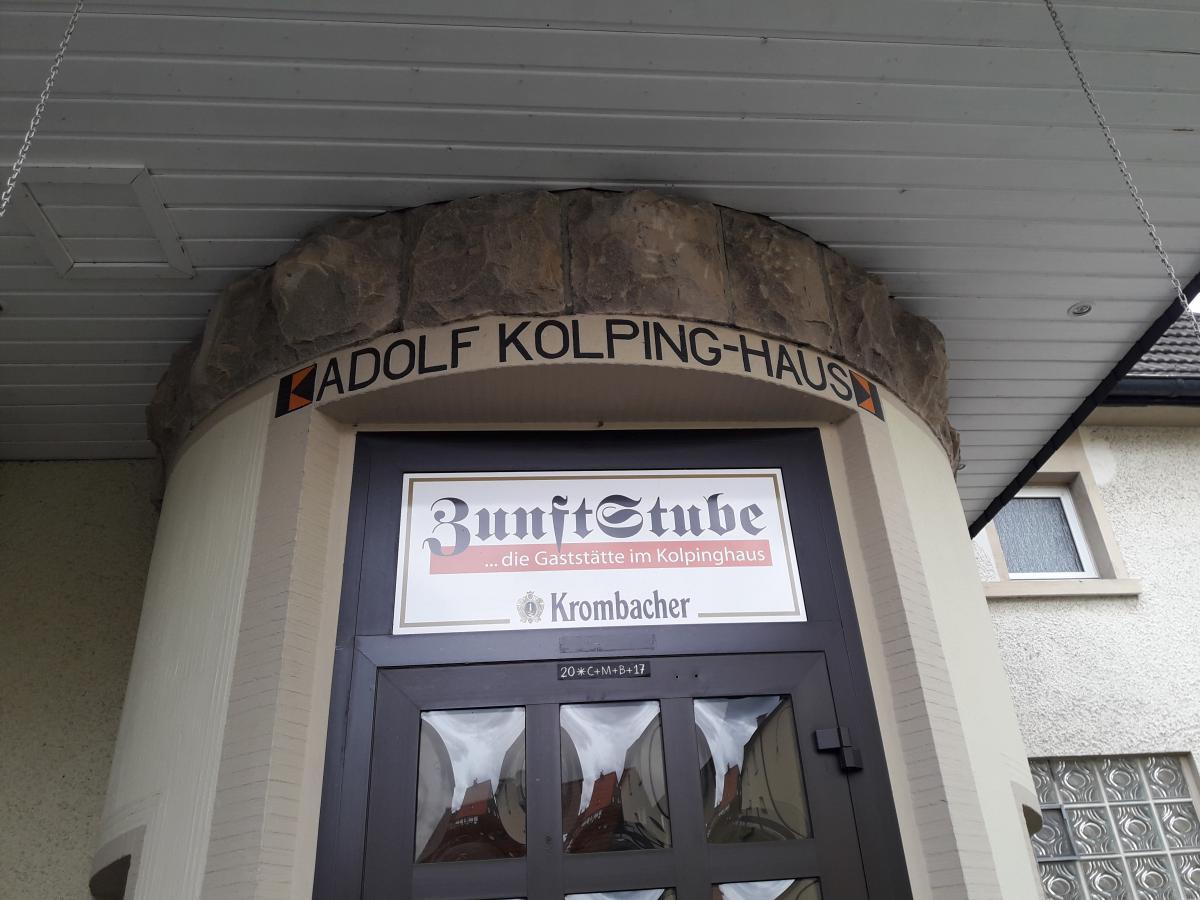 ADOLF KOLPING-HAUS
ZunftStube
... die Gaststätte im Kolpinghaus
Krombacher
20*C+M+B+17